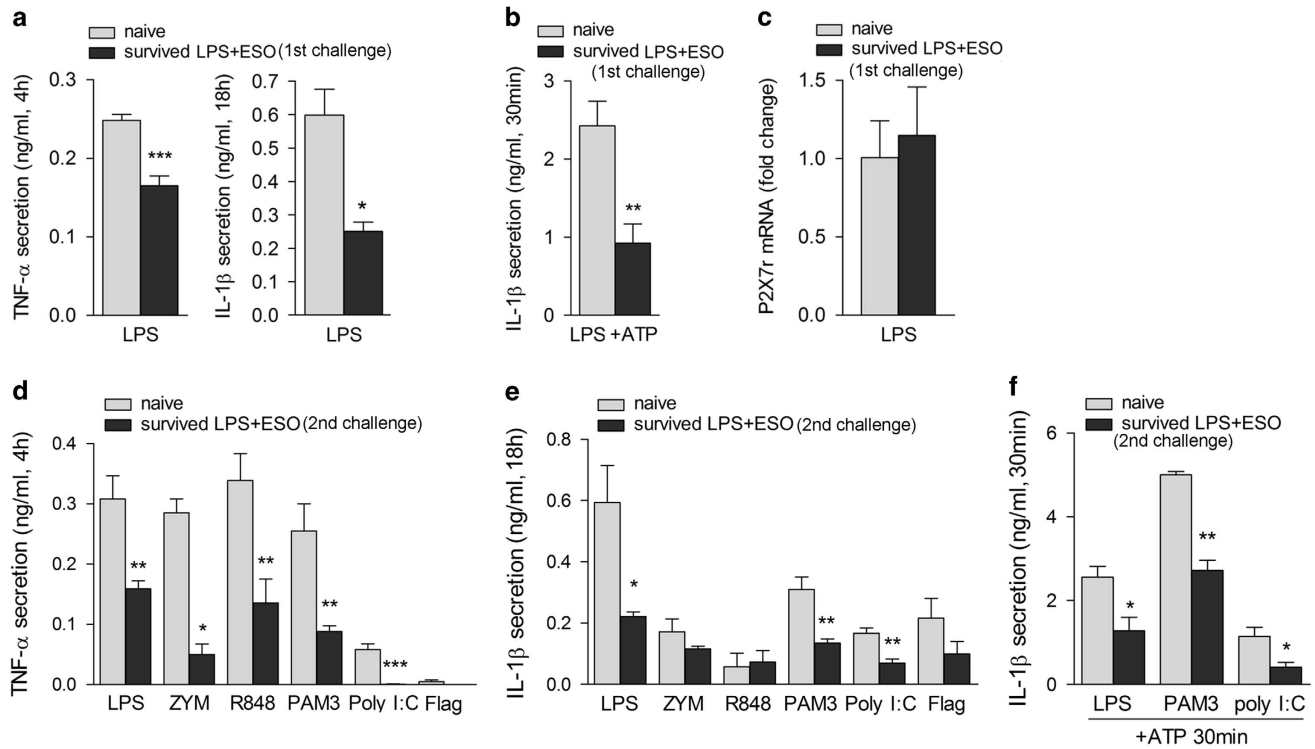 a
naive
survived LPS+ESO (1st challenge)
TNF-α secretion (ng/ml, 4h)
0.3
0.2
0.1
0.0
***
LPS
IL-1β secretion (ng/ml, 18h)
0.7
0.6
0.5
0.4
0.3
0.2
0.1
0.0
*
LPS
b
naive
survived LPS+ESO
(1st challenge)
IL-1β secretion (ng/ml, 30min)
3
2
1
0
**
LPS +ATP
c
naive
survived LPS+ESO
(1st challenge)
P2X7r mRNA (fold change)
1.5
1.0
0.5
0.0
LPS
d
naive
survived LPS+ESO (2nd challenge)
TNF-α secretion (ng/ml, 4h)
0.4
0.3
0.2
0.1
0.0
** * ** ** ***
LPS ZYM R848 PAM3 Poly I:C Flag
e
naive
survived LPS+ESO (2nd challenge)
IL-1β secretion (ng/ml, 18h)
0.8
0.6
0.4
0.2
0.0
* ** **
LPS ZYM R848 PAM3 Poly I:C Flag
f
naive
survived LPS+ESO
(2nd challenge)
IL-1β secretion (ng/ml, 30min)
6
4
2
0
* ** *
LPS PAM3 poly I:C
+ATP 30min